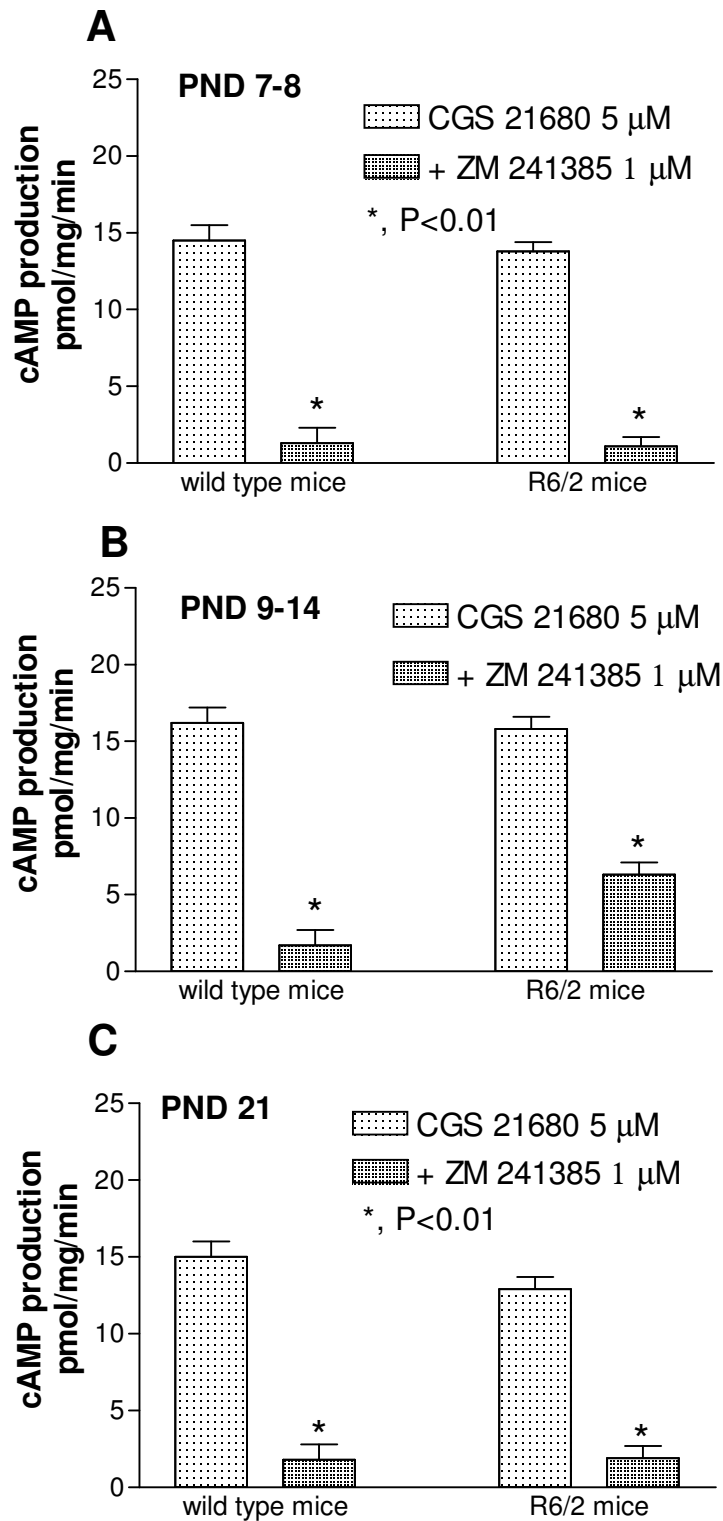 A
PND 7-8
CGS 21680 5 μM
+ ZM 241385 1 μM
*, P<0.01
cAMP production
pmol/mg/min
25
20
15
10
5
0
*
*
wild type mice
R6/2 mice
B
PND 9-14
CGS 21680 5 μM
+ ZM 241385 1 μM
cAMP production
pmol/mg/min
25
20
15
10
5
0
*
*
wild type mice
R6/2 mice
C
PND 21
CGS 21680 5 μM
+ ZM 241385 1 μM
*, P<0.01
cAMP production
pmol/mg/min
25
20
15
10
5
0
*
*
wild type mice
R6/2 mice